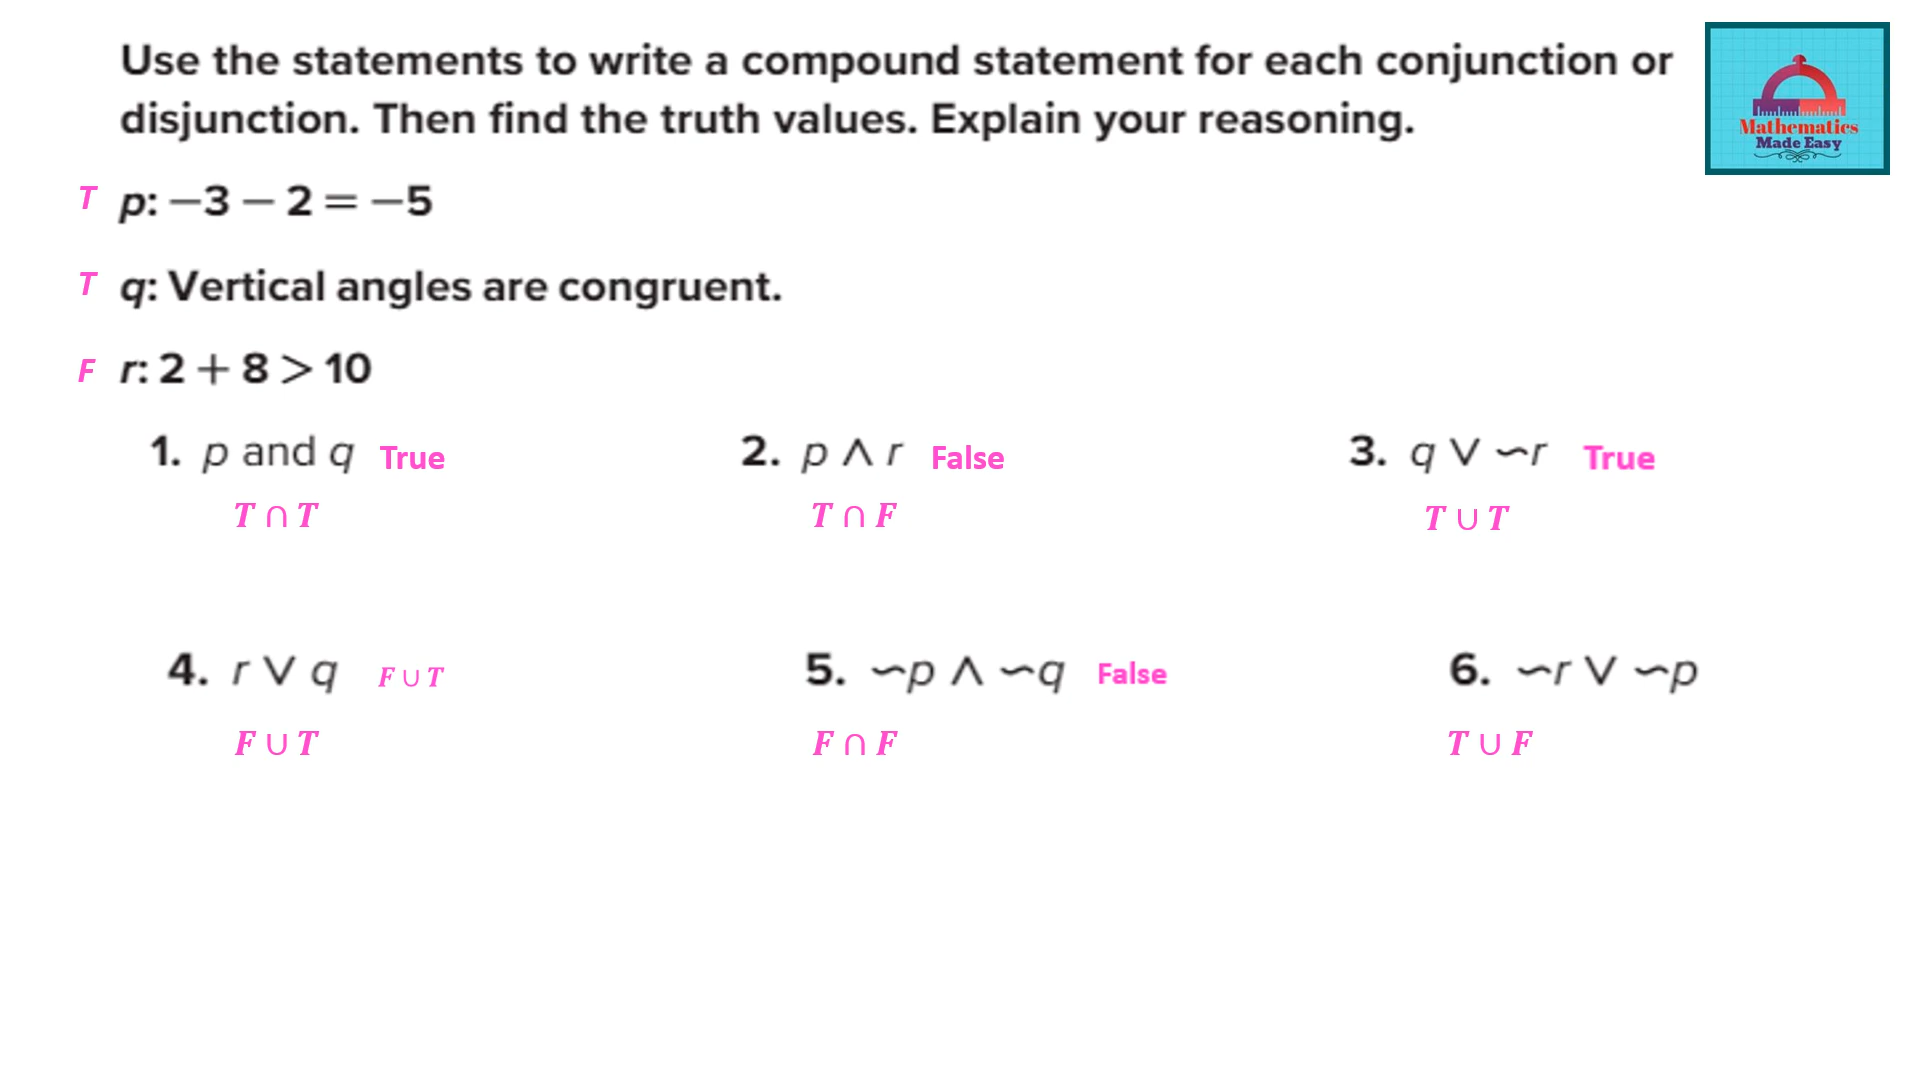 Use the statements to write a compound statement for each conjunction or
disjunction. Then find the truth values. Explain your reasoning.
Mathematics
Made Easy
T p: −3 − 2 = −5
T q: Vertical angles are congruent.
F r: 2 + 8 > 10
1. p and q True
2. p ∧ r False
3. q ∨ ∽r True
T ∩ T
T ∩ F
T ∪ T
4. r ∨ q F ∪ T
5. ∽p ∧ ∽q False
6. ∽r ∨ ∽p
F ∪ T
F ∩ F
T ∪ F